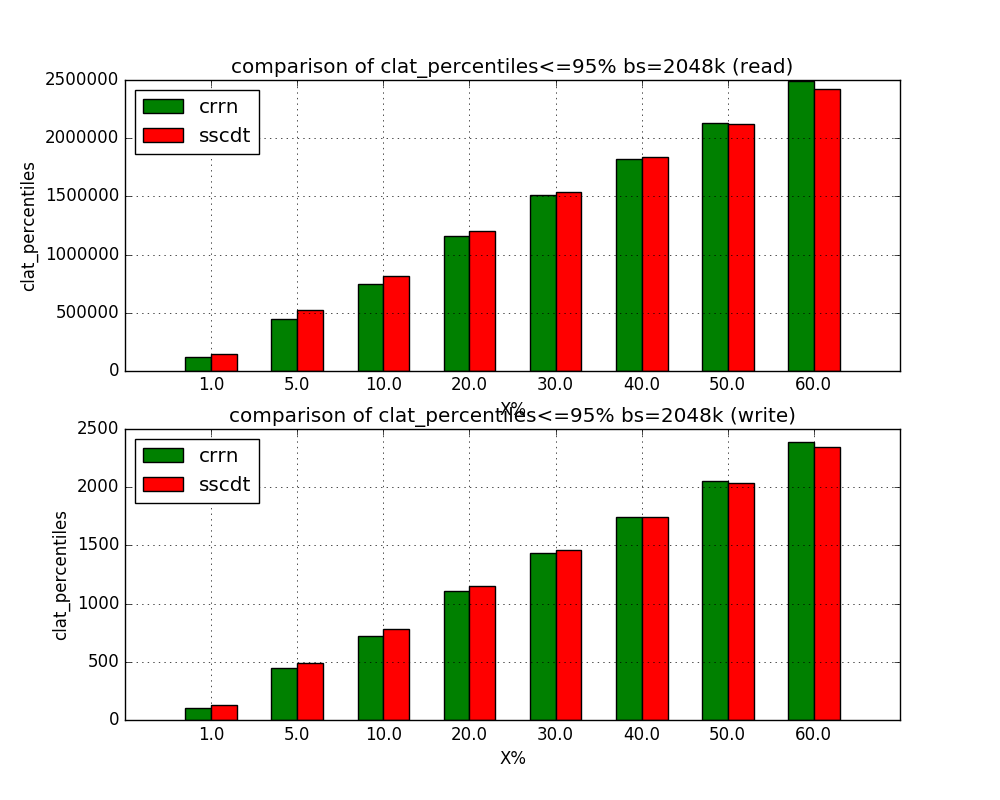 comparison of clat_percentiles<=95% bs=2048k (read)
2500000
2000000
1500000
1000000
500000
0
clat_percentiles
crrn
sscdt
1.0 5.0 10.0 20.0 30.0 40.0 50.0 60.0
X%
comparison of clat_percentiles<=95% bs=2048k (write)
2500
2000
1500
1000
500
0
clat_percentiles
crrn
sscdt
1.0 5.0 10.0 20.0 30.0 40.0 50.0 60.0
X%